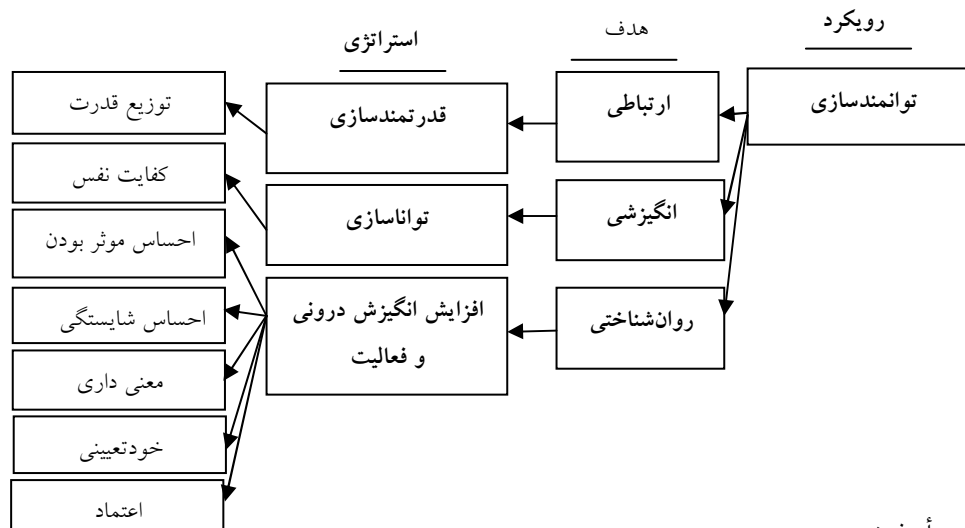 رویکرد
هدف
استراتژی
توانمندسازی
ارتباطی
قدرتمندسازی
توزیع قدرت
انگیزشی
تواناسازی
کفایت نفس
احساس موثر بودن
روان‌شناختی
افزایش انگیزش درونی
و فعالیت
احساس شایستگی
معنی داری
خودتعیینی
اعتماد